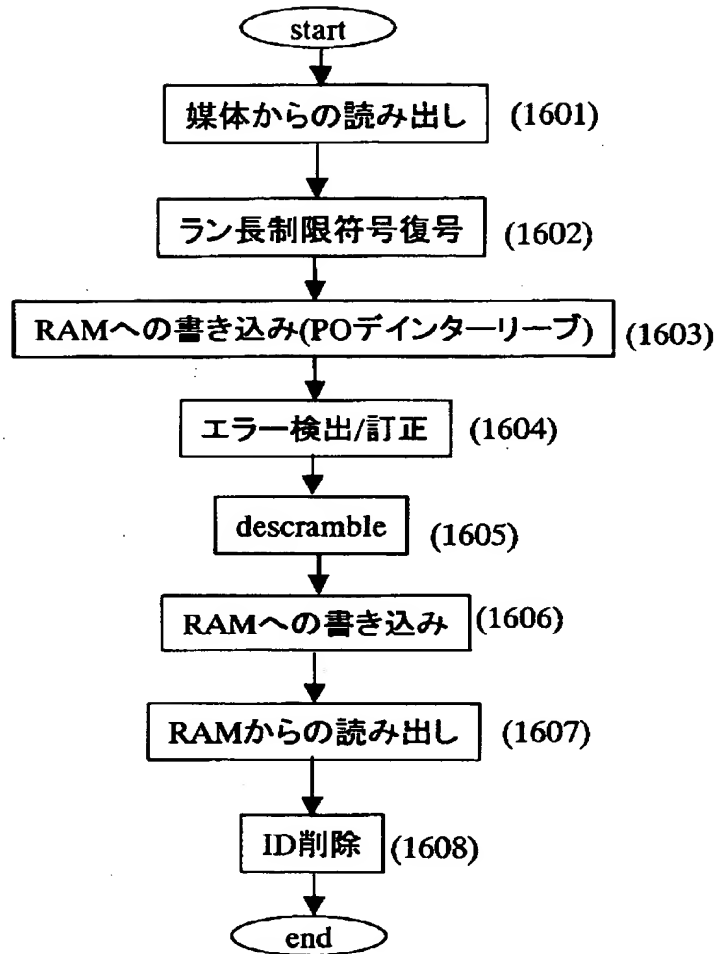 start
媒体からの読み出し (1601)
ラン長制限符号復号 (1602)
RAMへの書き込み(POデインターリーブ) (1603)
エラー検出/訂正 (1604)
descramble (1605)
RAMへの書き込み (1606)
RAMからの読み出し (1607)
ID削除 (1608)
end